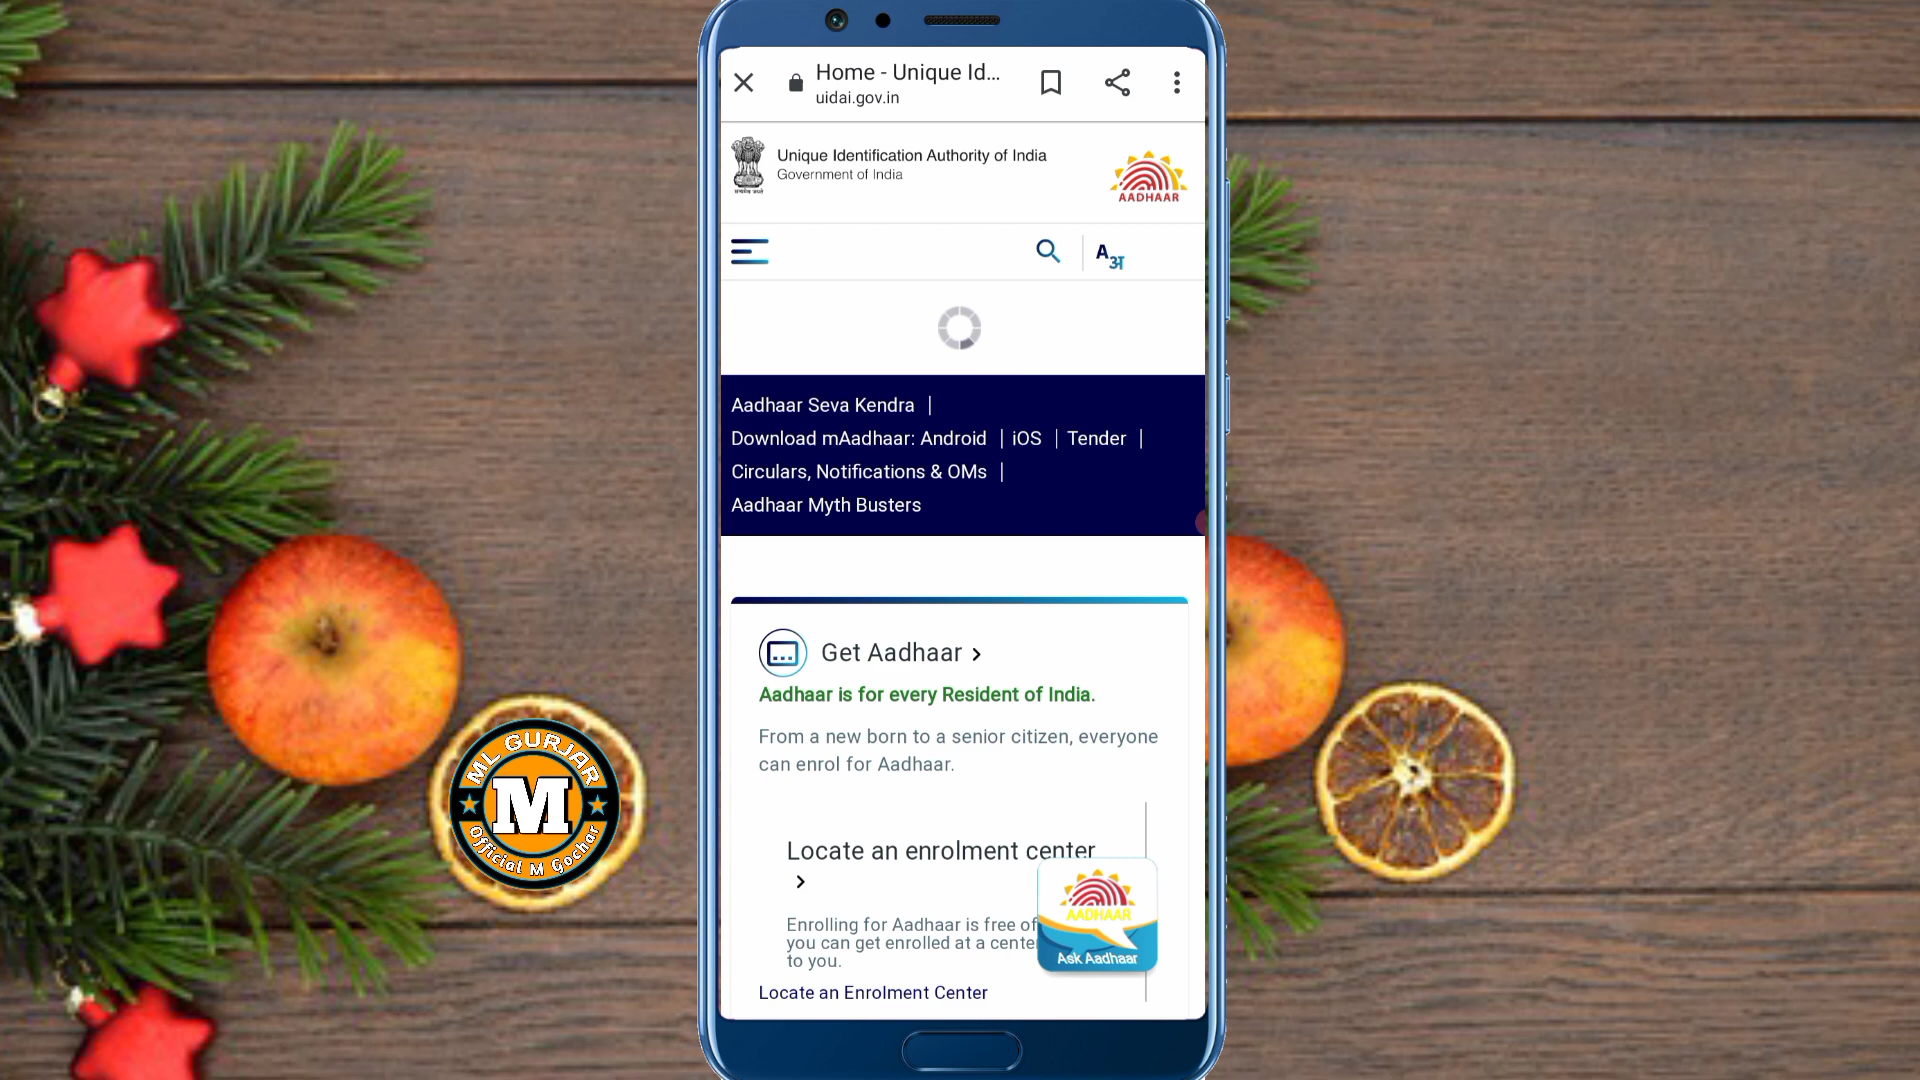 Home - Unique Id...
uidai.gov.in
सत्यमेव जयते
Unique Identification Authority of India
Government of India
AADHAAR
A अ
Aadhaar Seva Kendra |
Download mAadhaar: Android | iOS | Tender |
Circulars, Notifications & OMs |
Aadhaar Myth Busters
Get Aadhaar >
Aadhaar is for every Resident of India.
From a new born to a senior citizen, everyone
can enrol for Aadhaar.
Locate an enrolment center
>
Enrolling for Aadhaar is free of
you can get enrolled at a cente
to you.
Locate an Enrolment Center
AADHAAR
Ask Aadhaar
ML GURJAR
M
Official M Gochar